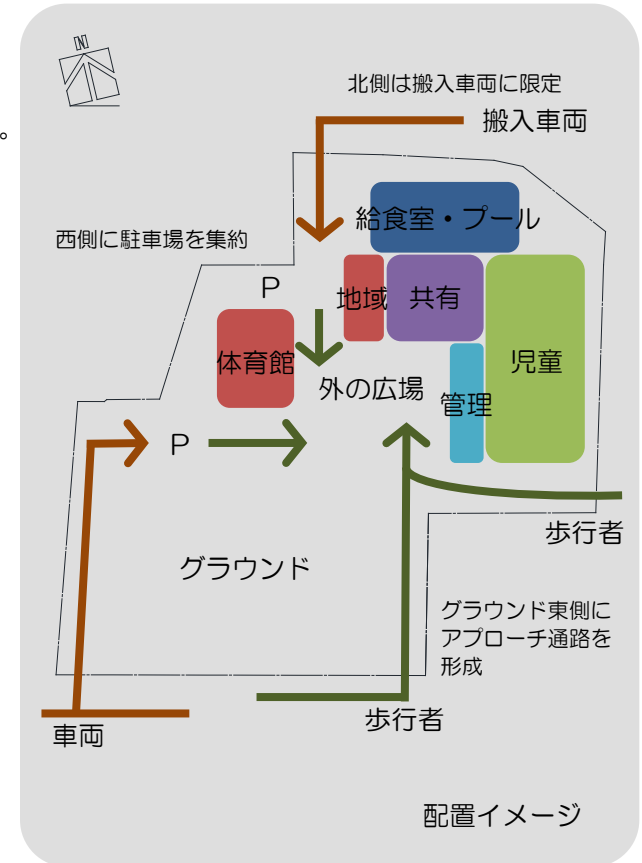 N
。
北側は搬入車両に限定
搬入車両
給食室・プール
西側に駐車場を集約
P
地域
共有
体育館
児童
外の広場
管理
P
歩行者
グラウンド
グラウンド東側に
アプローチ通路を
形成
歩行者
車両
配置イメージ